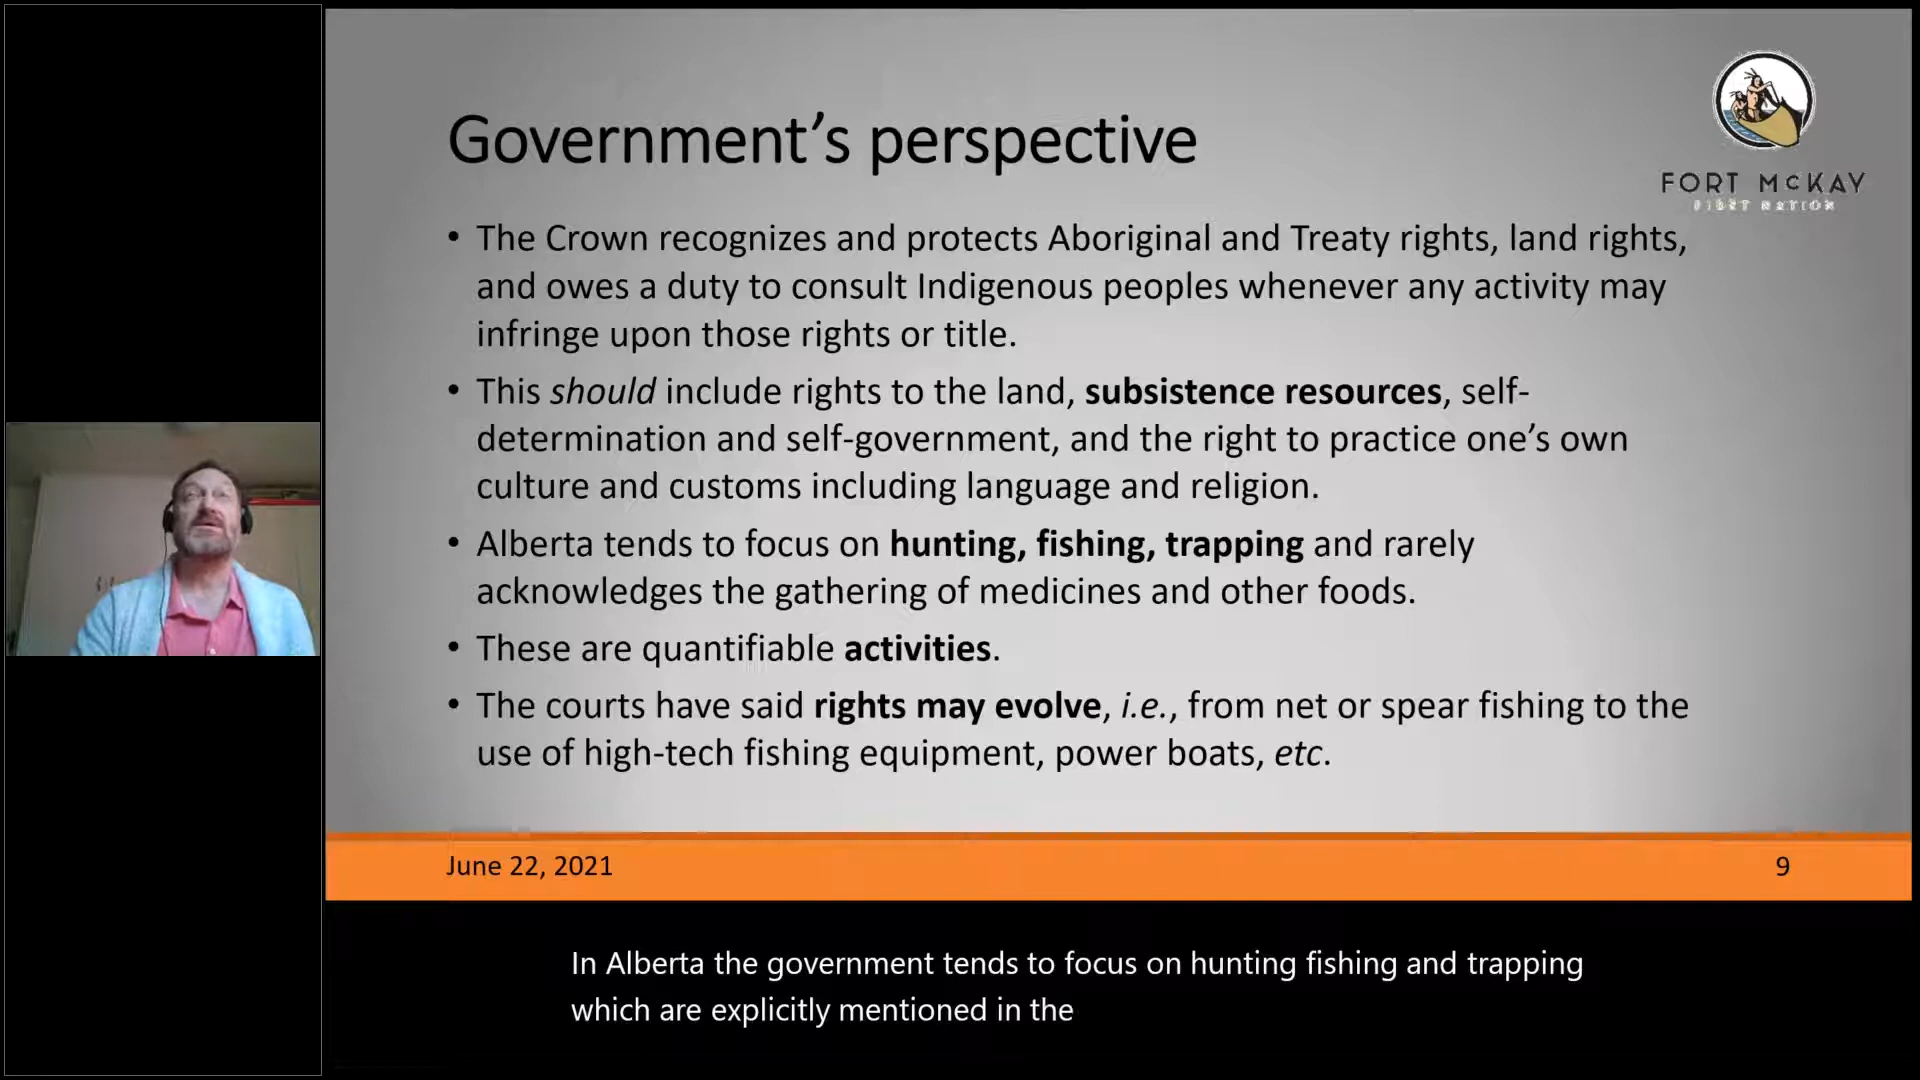 Government’s perspective
FORT McKAY
FIRST NATION
• The Crown recognizes and protects Aboriginal and Treaty rights, land rights,
and owes a duty to consult Indigenous peoples whenever any activity may
infringe upon those rights or title.
• This should include rights to the land, subsistence resources, self-
determination and self-government, and the right to practice one’s own
culture and customs including language and religion.
• Alberta tends to focus on hunting, fishing, trapping and rarely
acknowledges the gathering of medicines and other foods.
• These are quantifiable activities.
• The courts have said rights may evolve, i.e., from net or spear fishing to the
use of high-tech fishing equipment, power boats, etc.
June 22, 2021
9
In Alberta the government tends to focus on hunting fishing and trapping
which are explicitly mentioned in the